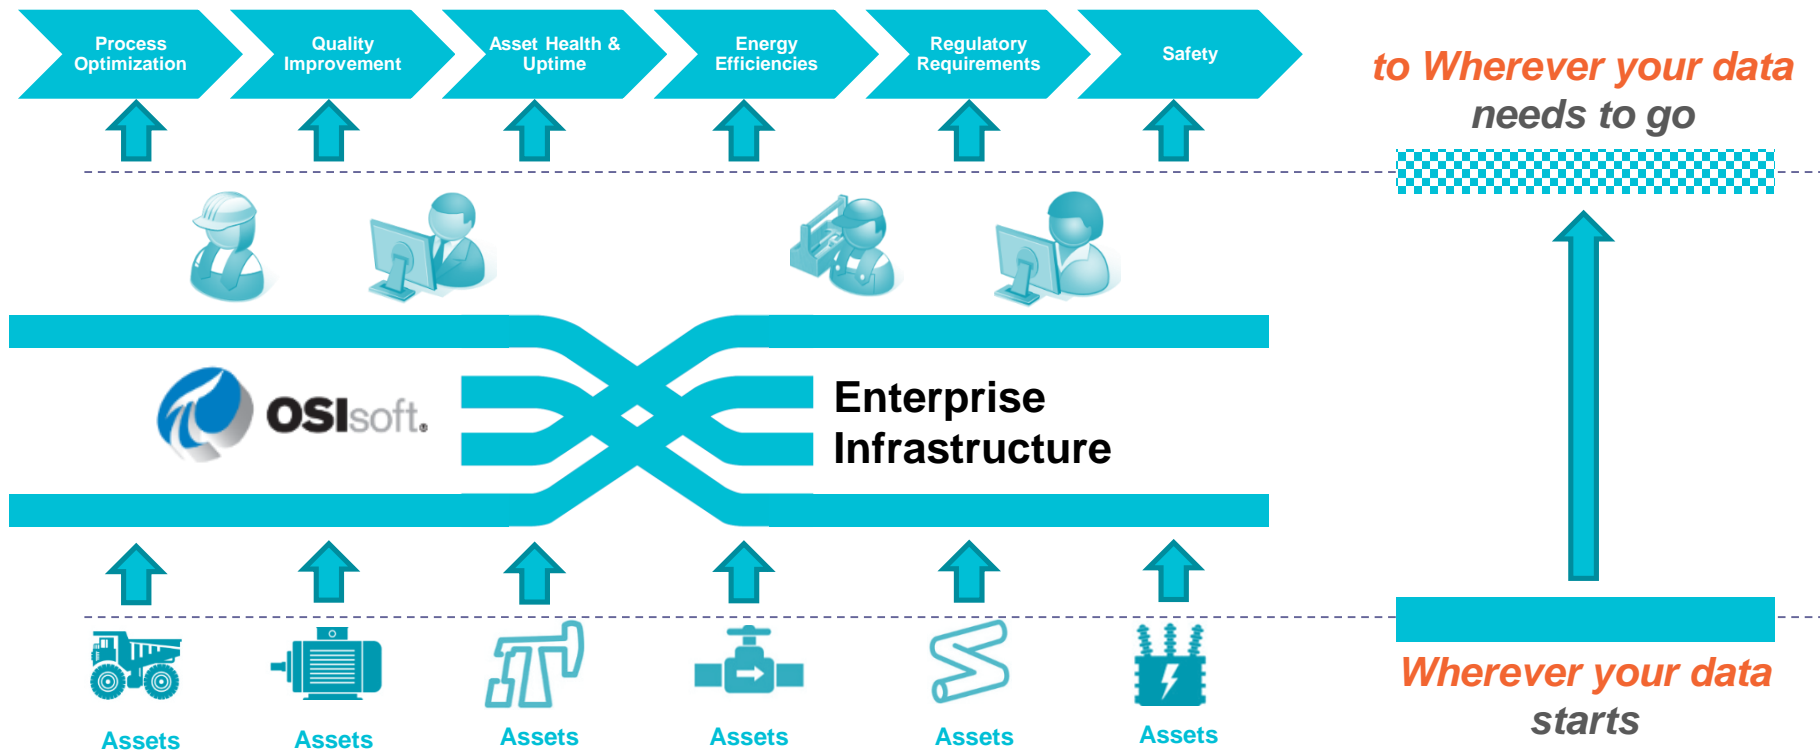 Process
Optimization
Quality
Improvement
Asset Health &
Uptime
Energy
Efficiencies
Regulatory
Requirements
Safety
to Wherever your data
needs to go
OSIsoft®
Enterprise
Infrastructure
Wherever your data
starts
Assets
Assets
Assets
Assets
Assets
Assets